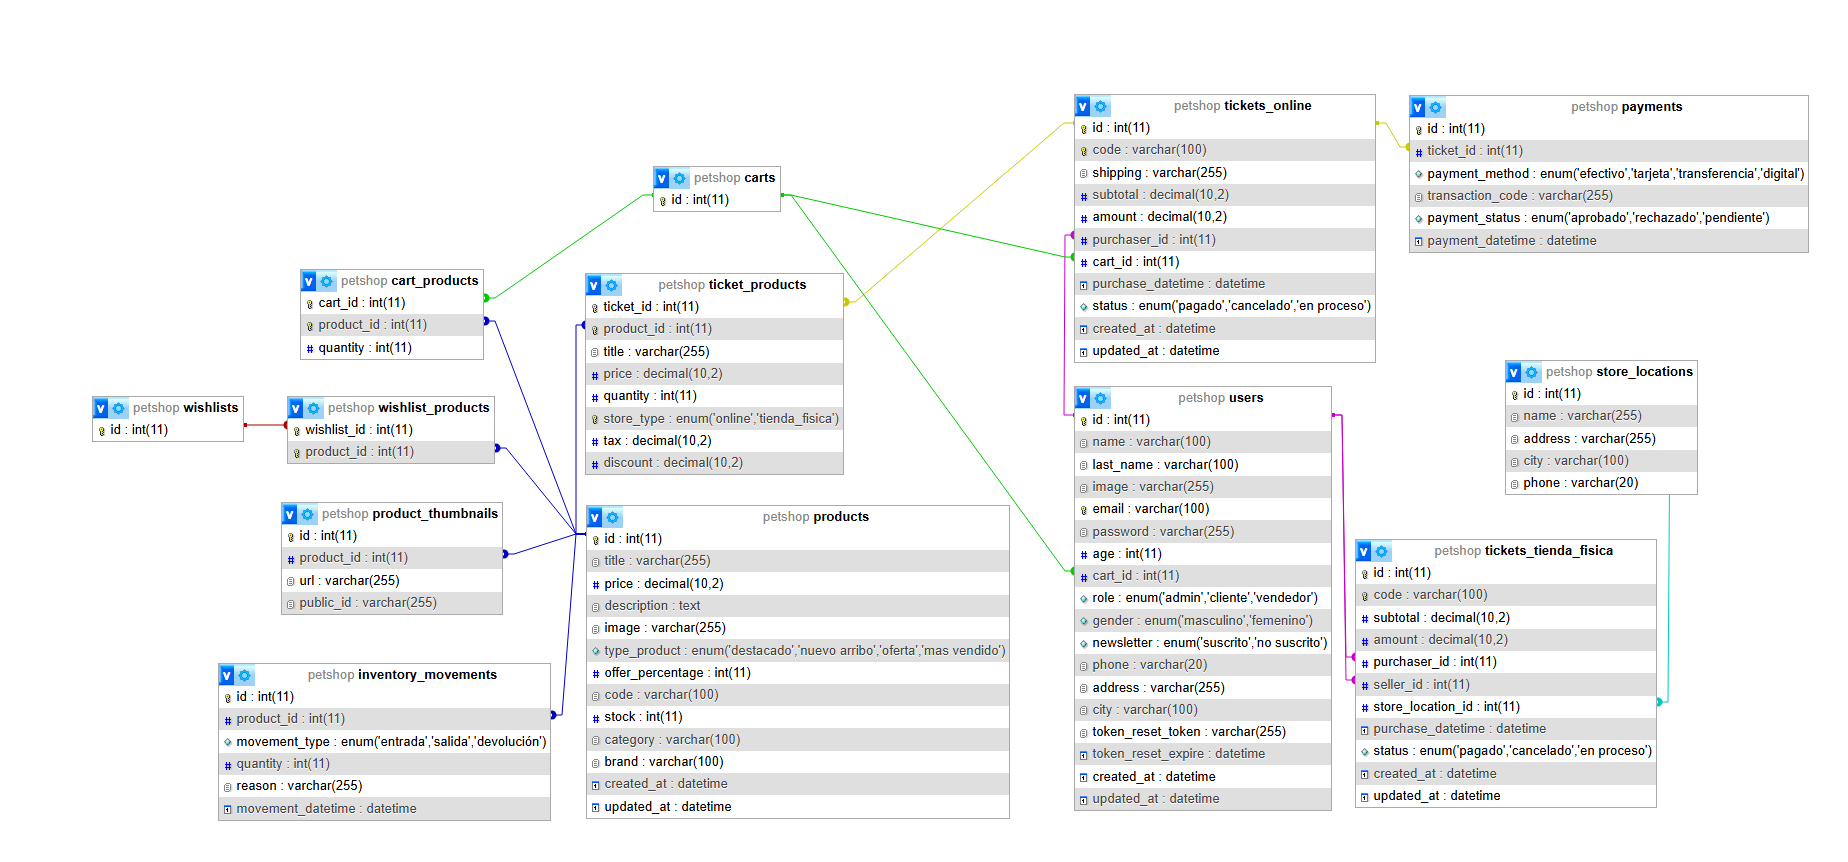 petshop tickets_online
id : int(11)
code : varchar(100)
shipping : varchar(255)
subtotal : decimal(10,2)
amount : decimal(10,2)
purchaser_id : int(11)
cart_id : int(11)
purchase_datetime : datetime
status : enum('pagado','cancelado','en proceso')
created_at : datetime
updated_at : datetime
petshop payments
id : int(11)
ticket_id : int(11)
payment_method : enum('efectivo','tarjeta','transferencia','digital')
transaction_code : varchar(255)
payment_status : enum('aprobado','rechazado','pendiente')
payment_datetime : datetime
petshop carts
id : int(11)
petshop cart_products
cart_id : int(11)
product_id : int(11)
quantity : int(11)
petshop ticket_products
ticket_id : int(11)
product_id : int(11)
title : varchar(255)
price : decimal(10,2)
quantity : int(11)
store_type : enum('online','tienda_fisica')
tax : decimal(10,2)
discount : decimal(10,2)
petshop wishlists
id : int(11)
petshop wishlist_products
wishlist_id : int(11)
product_id : int(11)
petshop users
id : int(11)
name : varchar(100)
last_name : varchar(100)
image : varchar(255)
email : varchar(100)
password : varchar(255)
age : int(11)
cart_id : int(11)
role : enum('admin','cliente','vendedor')
gender : enum('masculino','femenino')
newsletter : enum('suscrito','no suscrito')
phone : varchar(20)
address : varchar(255)
city : varchar(100)
token_reset_token : varchar(255)
token_reset_expire : datetime
created_at : datetime
updated_at : datetime
petshop store_locations
id : int(11)
name : varchar(255)
address : varchar(255)
city : varchar(100)
phone : varchar(20)
petshop product_thumbnails
id : int(11)
product_id : int(11)
url : varchar(255)
public_id : varchar(255)
petshop products
id : int(11)
title : varchar(255)
price : decimal(10,2)
description : text
image : varchar(255)
type_product : enum('destacado','nuevo arribo','oferta','mas vendido')
offer_percentage : int(11)
code : varchar(100)
stock : int(11)
category : varchar(100)
brand : varchar(100)
created_at : datetime
updated_at : datetime
petshop tickets_tienda_fisica
id : int(11)
code : varchar(100)
subtotal : decimal(10,2)
amount : decimal(10,2)
purchaser_id : int(11)
seller_id : int(11)
store_location_id : int(11)
purchase_datetime : datetime
status : enum('pagado','cancelado','en proceso')
created_at : datetime
updated_at : datetime
petshop inventory_movements
id : int(11)
product_id : int(11)
movement_type : enum('entrada','salida','devolución')
quantity : int(11)
reason : varchar(255)
movement_datetime : datetime